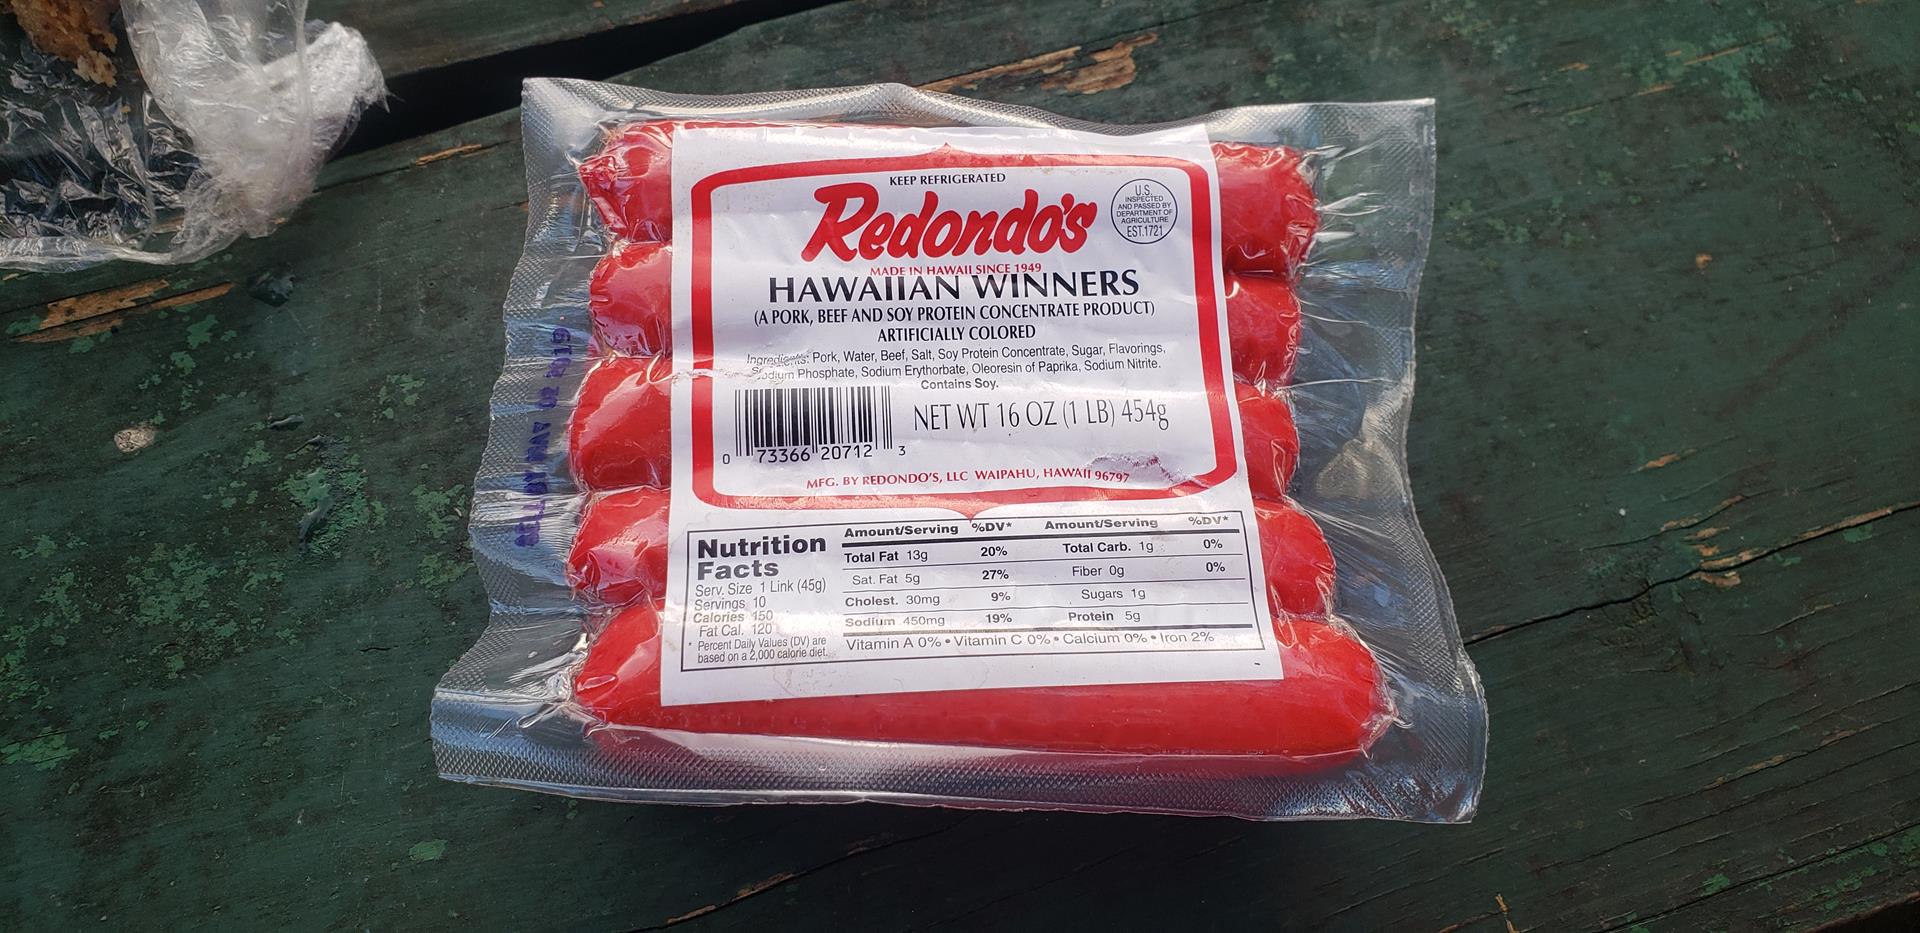 KEEP REFRIGERATED
Redondo's
U.S.
INSPECTED
AND PASSED BY
DEPARTMENT OF
AGRICULTURE
EST.1721
MADE IN HAWAII SINCE 1949
HAWAIIAN WINNERS
(A PORK, BEEF AND SOY PROTEIN CONCENTRATE PRODUCT)
ARTIFICIALLY COLORED
Ingredients: Pork, Water, Beef, Salt, Soy Protein Concentrate, Sugar, Flavorings,
Sodium Phosphate, Sodium Erythorbate, Oleoresin of Paprika, Sodium Nitrite.
Contains Soy.
NET WT 16 OZ (1 LB) 454g
0 73366 20712 3
MFG. BY REDONDO'S, LLC WAIPAHU, HAWAII 96797
Nutrition
Facts
Serv. Size 1 Link (45g)
Servings 10
Calories 150
Fat Cal. 120
* Percent Daily Values (DV) are
based on a 2,000 calorie diet.
Amount/Serving %DV* Amount/Serving %DV*
Total Fat 13g 20% Total Carb. 1g 0%
Sat. Fat 5g 27% Fiber 0g 0%
Cholest. 30mg 9% Sugars 1g
Sodium 450mg 19% Protein 5g
Vitamin A 0% • Vitamin C 0% • Calcium 0% • Iron 2%